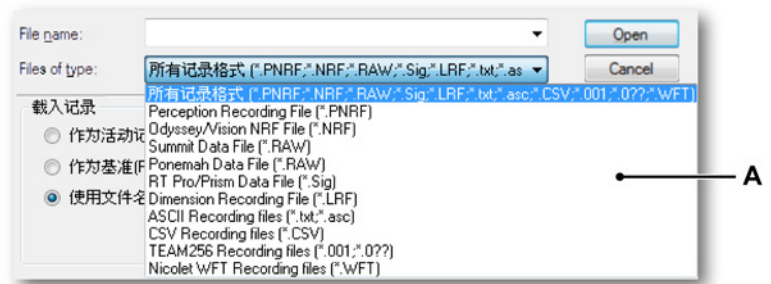 File name:
Open
Files of type:
所有记录格式 (*.PNRF;*.NRF;*.RAW;*.Sig;*.LRF;*.txt;*.as
Cancel
所有记录格式 (*.PNRF;*.NRF;*.RAW;*.Sig;*.LRF;*.txt;*.asc;*.CSV;*.001;*.0??;*.WFT)
载入记录
Perception Recording File (*.PNRF)
Odyssey/Vision NRF File (*.NRF)
作为活动记
Summit Data File (*.RAW)
作为基准(F
Ponemah Data File (*.RAW)
RT Pro/Prism Data File (*.Sig)
使用文件名
Dimension Recording File (*.LRF)
ASCII Recording files (*.txt;*.asc)
CSV Recording files (*.CSV)
TEAM256 Recording files (*.001;*.0??)
Nicolet WFT Recording files (*.WFT)
A